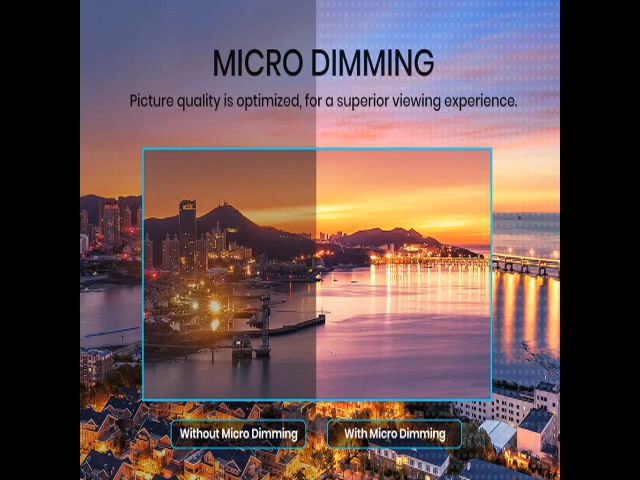 MICRO DIMMING
Picture quality is optimized, for a superior viewing experience.
Without Micro Dimming
With Micro Dimming